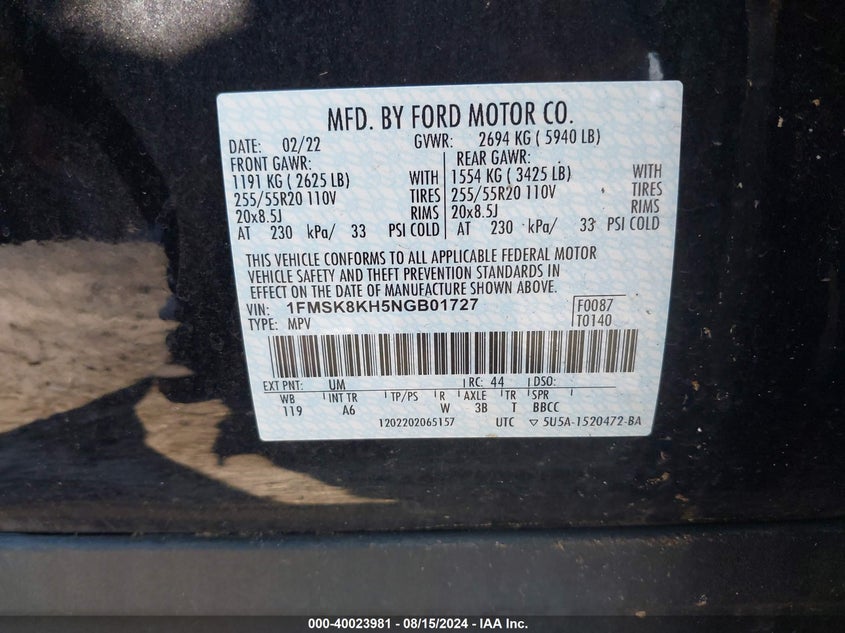 MFD. BY FORD MOTOR CO.
DATE: 02/22 GVWR: 2694 KG ( 5940 LB)
FRONT GAWR: REAR GAWR:
1191 KG ( 2625 LB) WITH 1554 KG ( 3425 LB) WITH
255/55R20 110V TIRES 255/55R20 110V TIRES
20x8.5J RIMS 20x8.5J RIMS
AT 230 kPa/ 33 PSI COLD AT 230 kPa/ 33 PSI COLD
THIS VEHICLE CONFORMS TO ALL APPLICABLE FEDERAL MOTOR
VEHICLE SAFETY AND THEFT PREVENTION STANDARDS IN
EFFECT ON THE DATE OF MANUFACTURE SHOWN ABOVE.
VIN: 1FMSK8KH5NGB01727 F0087
TYPE: MPV T0140
EXT PNT: UM RC: 44 DSO:
WB INT TR TP/PS R AXLE TR SPR
119 A6 W 3B T BBCC
1202202065157 UTC ▽ 5U5A-1520472-BA
000-40023981 - 08/15/2024 - IAA Inc.